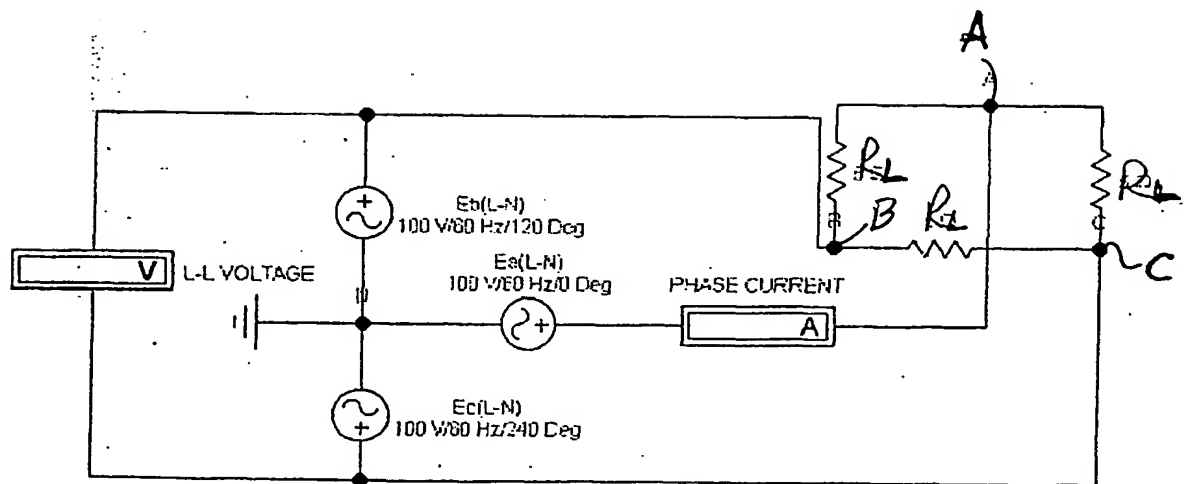 A
A
RL
RL
Eb(L-N)
100 V/60 Hz/120 Deg
B
B
RL
C
C
V
L-L VOLTAGE
Ea(L-N)
100 V/60 Hz/0 Deg
PHASE CURRENT
A
Ec(L-N)
100 V/60 Hz/240 Deg